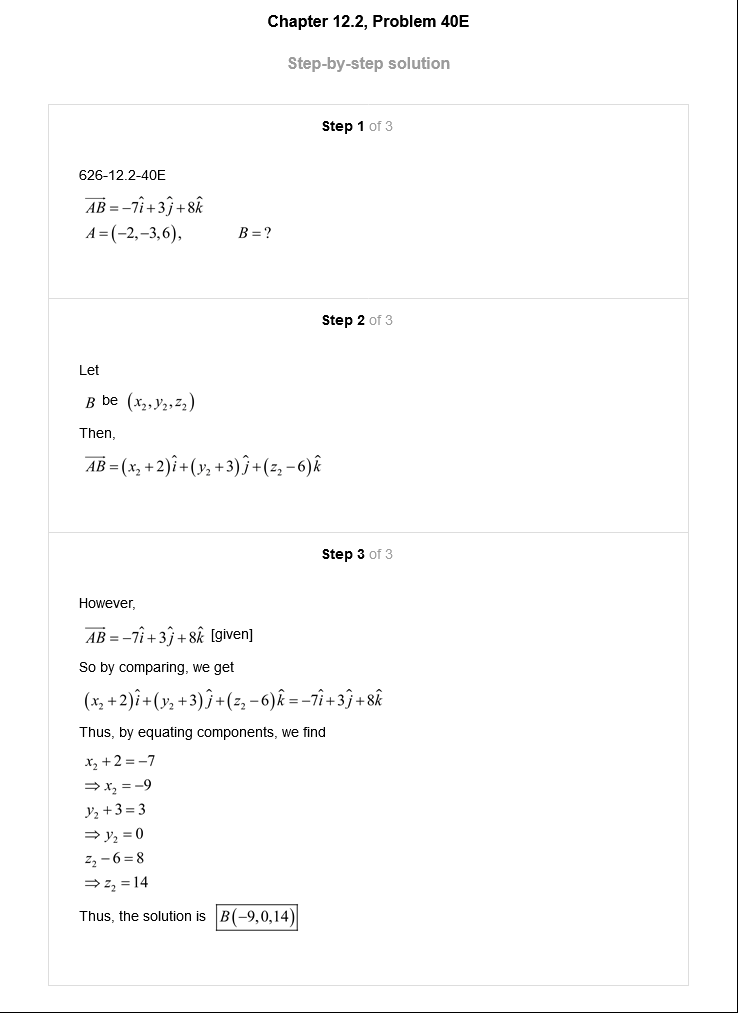 Chapter 12.2, Problem 40E
Step-by-step solution
Step 1 of 3
626-12.2-40E
$\overrightarrow{AB} = -7\hat{i} + 3\hat{j} + 8\hat{k}$
$A = (-2, -3, 6), \quad B = ?$
Step 2 of 3
Let
$B$ be $(x_2, y_2, z_2)$
Then,
$\overrightarrow{AB} = (x_2 + 2)\hat{i} + (y_2 + 3)\hat{j} + (z_2 - 6)\hat{k}$
Step 3 of 3
However,
$\overrightarrow{AB} = -7\hat{i} + 3\hat{j} + 8\hat{k}$ [given]
So by comparing, we get
$(x_2 + 2)\hat{i} + (y_2 + 3)\hat{j} + (z_2 - 6)\hat{k} = -7\hat{i} + 3\hat{j} + 8\hat{k}$
Thus, by equating components, we find
$x_2 + 2 = -7$
$\Rightarrow x_2 = -9$
$y_2 + 3 = 3$
$\Rightarrow y_2 = 0$
$z_2 - 6 = 8$
$\Rightarrow z_2 = 14$
Thus, the solution is $B(-9, 0, 14)$